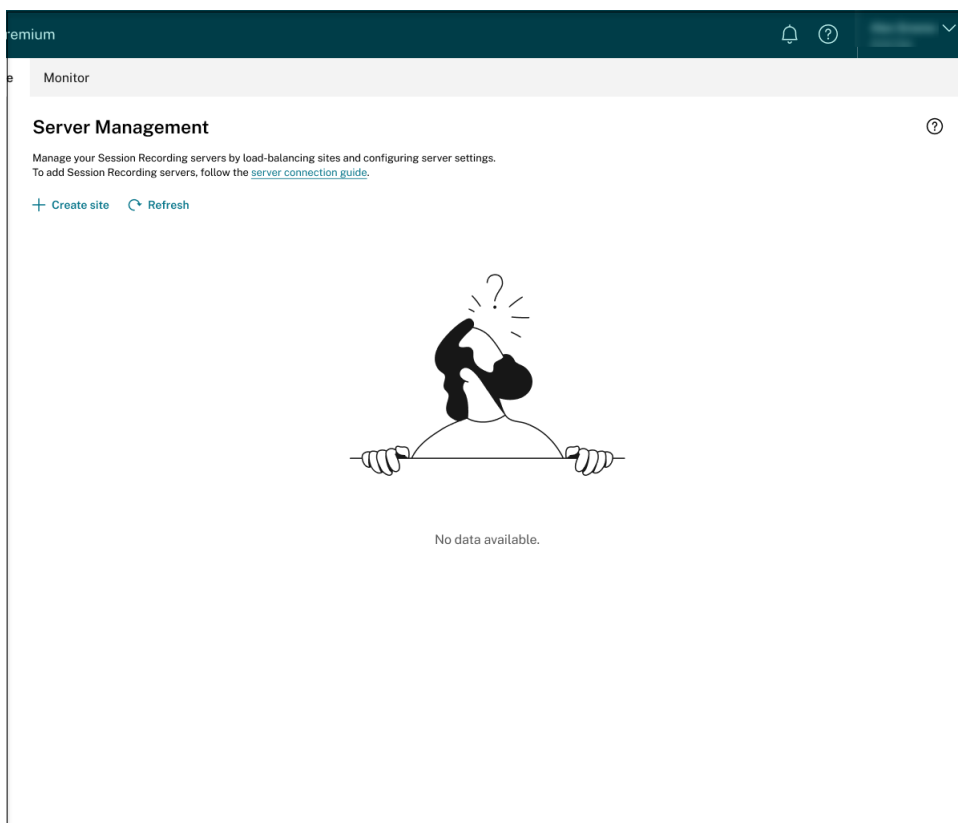 remium
e
Monitor
Server Management
Manage your Session Recording servers by load-balancing sites and configuring server settings.
To add Session Recording servers, follow the server connection guide.
Create site
Refresh
?
No data available.